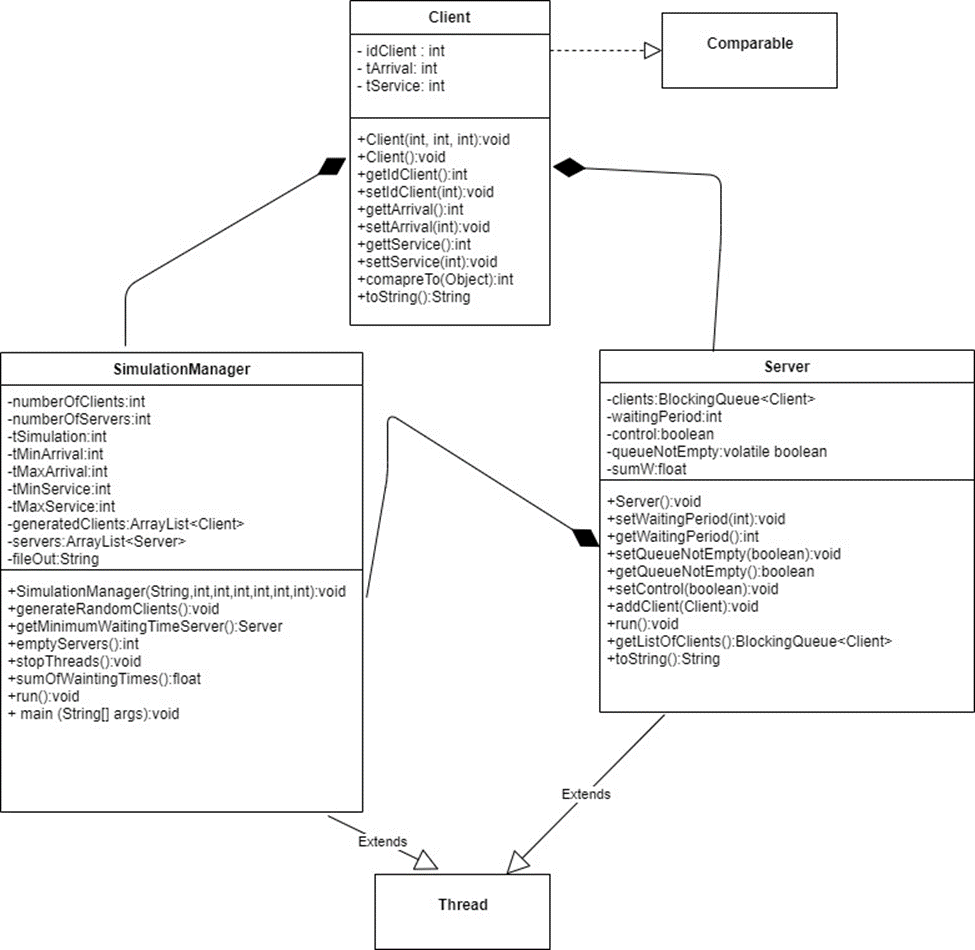 Client
- idClient : int
- tArrival: int
- tService: int
+Client(int, int, int):void
+Client():void
+getIdClient():int
+setIdClient(int):void
+gettArrival():int
+settArrival(int):void
+gettService():int
+settService(int):void
+comapreTo(Object):int
+toString():String
Comparable
SimulationManager
-numberOfClients:int
-numberOfServers:int
-tSimulation:int
-tMinArrival:int
-tMaxArrival:int
-tMinService:int
-tMaxService:int
-generatedClients:ArrayList<Client>
-servers:ArrayList<Server>
-fileOut:String
+SimulationManager(String,int,int,int,int,int,int):void
+generateRandomClients():void
+getMinimumWaitingTimeServer():Server
+emptyServers():int
+stopThreads():void
+sumOfWaintingTimes():float
+run():void
+ main (String[] args):void
Server
-clients:BlockingQueue<Client>
-waitingPeriod:int
-control:boolean
-queueNotEmpty:volatile boolean
-sumW:float
+Server():void
+setWaitingPeriod(int):void
+getWaitingPeriod():int
+setQueueNotEmpty(boolean):void
+getQueueNotEmpty():boolean
+setControl(boolean):void
+addClient(Client):void
+run():void
+getListOfClients():BlockingQueue<Client>
+toString():String
Extends
Extends
Thread